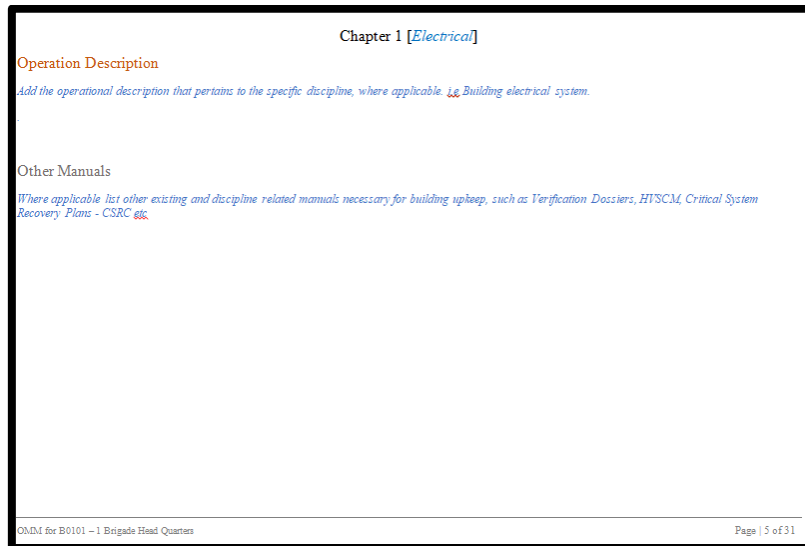 Chapter 1 [Electrical]
Operation Description
Add the operational description that pertains to the specific discipline, where applicable. i.e Building electrical system.
.
Other Manuals
Where applicable list other existing and discipline related manuals necessary for building upkeep, such as Verification Dossiers, HVSCM, Critical System
Recovery Plans - CSRC etc
OMM for B0101 – 1 Brigade Head Quarters
Page | 5 of 31